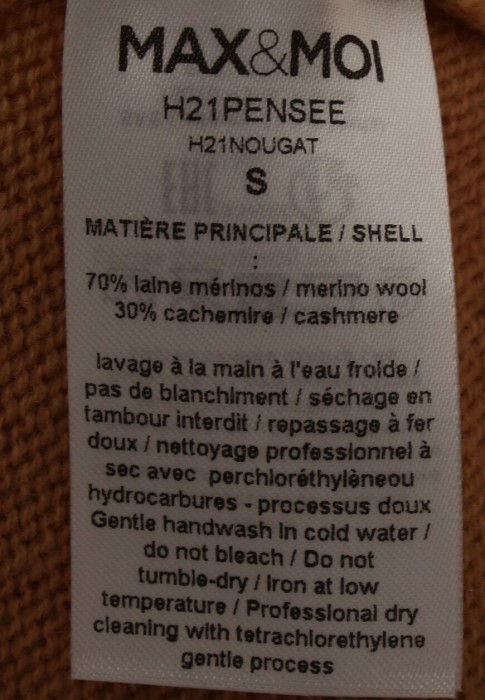 MAX&MOI
H21PENSEE
H21NOUGAT
S
MATIÈRE PRINCIPALE / SHELL
:
70% laine mérinos / merino wool
30% cachemire / cashmere
lavage à la main à l'eau froide /
pas de blanchiment / séchage en
tambour interdit / repassage à fer
doux / nettoyage professionnel à
sec avec perchloréthylèneou
hydrocarbures - processus doux
Gentle handwash in cold water /
do not bleach / Do not
tumble-dry / Iron at low
temperature / Professional dry
cleaning with tetrachlorethylene
gentle process